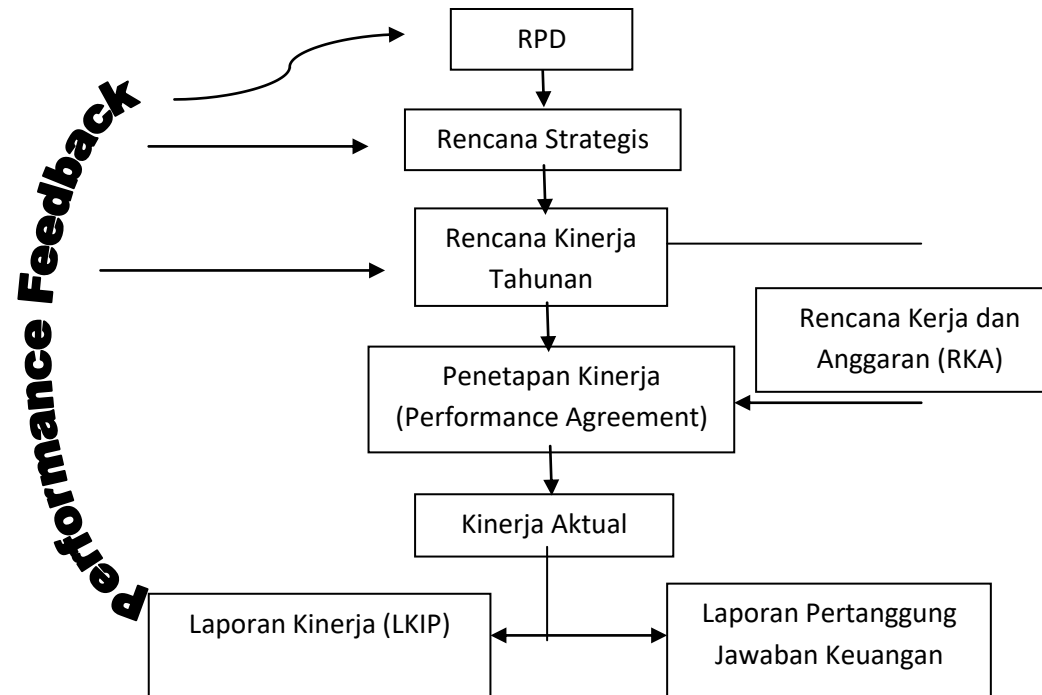 RPD
Rencana Strategis
Rencana Kinerja
Tahunan
Rencana Kerja dan
Anggaran (RKA)
Penetapan Kinerja
(Performance Agreement)
Kinerja Aktual
Laporan Kinerja (LKIP)
Laporan Pertanggung
Jawaban Keuangan
Performance Feedback